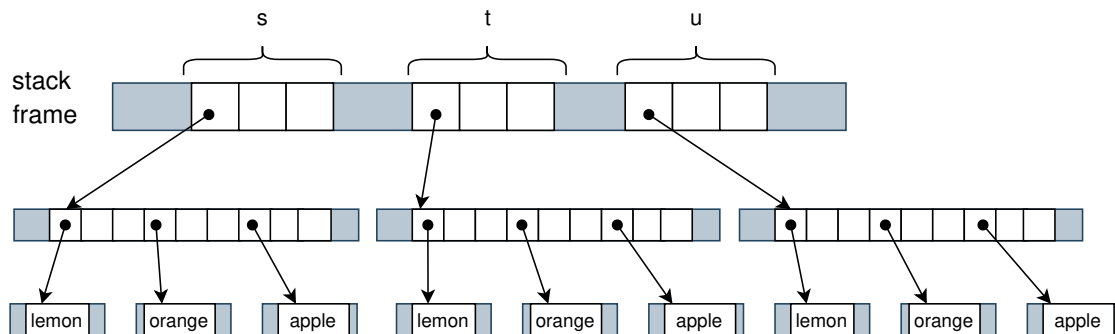 s t u
stack
frame
lemon orange apple lemon orange apple lemon orange apple